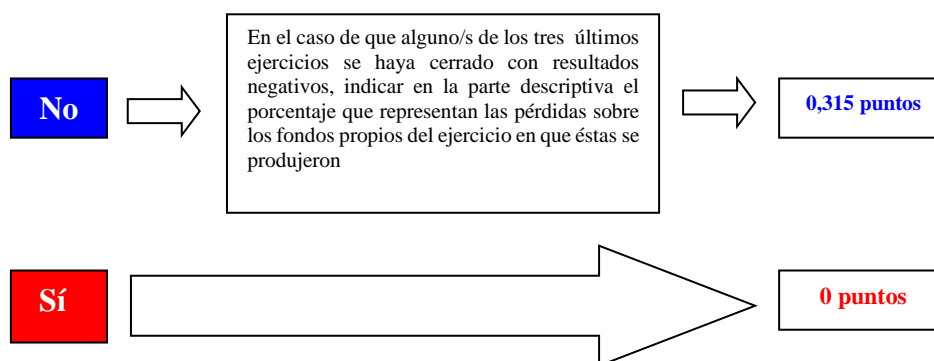 En el caso de que alguno/s de los tres últimos
ejercicios se haya cerrado con resultados
negativos, indicar en la parte descriptiva el
porcentaje que representan las pérdidas sobre
los fondos propios del ejercicio en que éstas se
produjeron
No
0,315 puntos
Sí
0 puntos